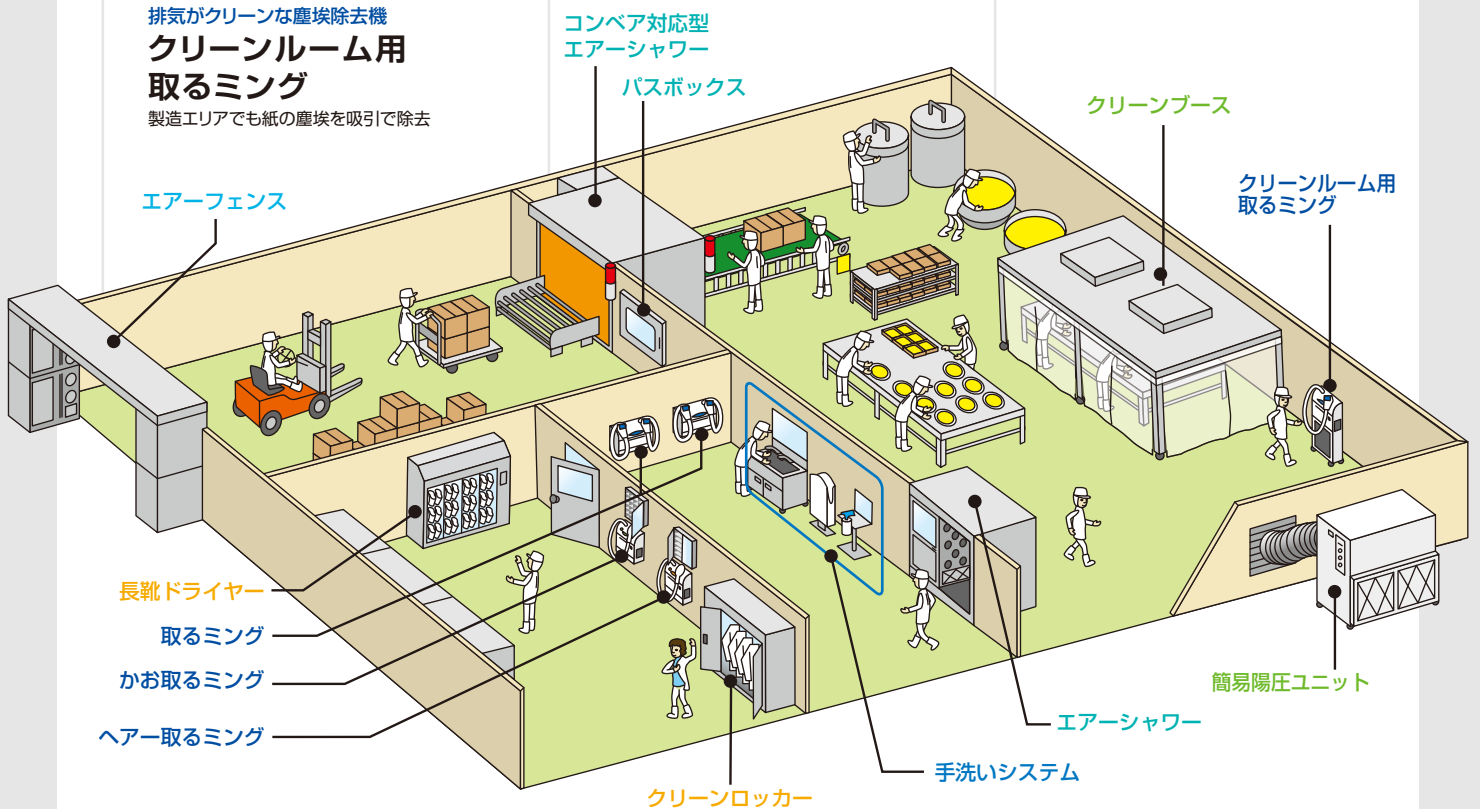 排気がクリーンな塵埃除去機
クリーンルーム用
取るミング
製造エリアでも紙の塵埃を吸引で除去
コンベア対応型
エアーシャワー
パスボックス
クリーンブース
クリーンルーム用
取るミング
エアーフェンス
長靴ドライヤー
取るミング
かお取るミング
ヘアー取るミング
クリーンロッカー
手洗いシステム
エアーシャワー
簡易陽圧ユニット